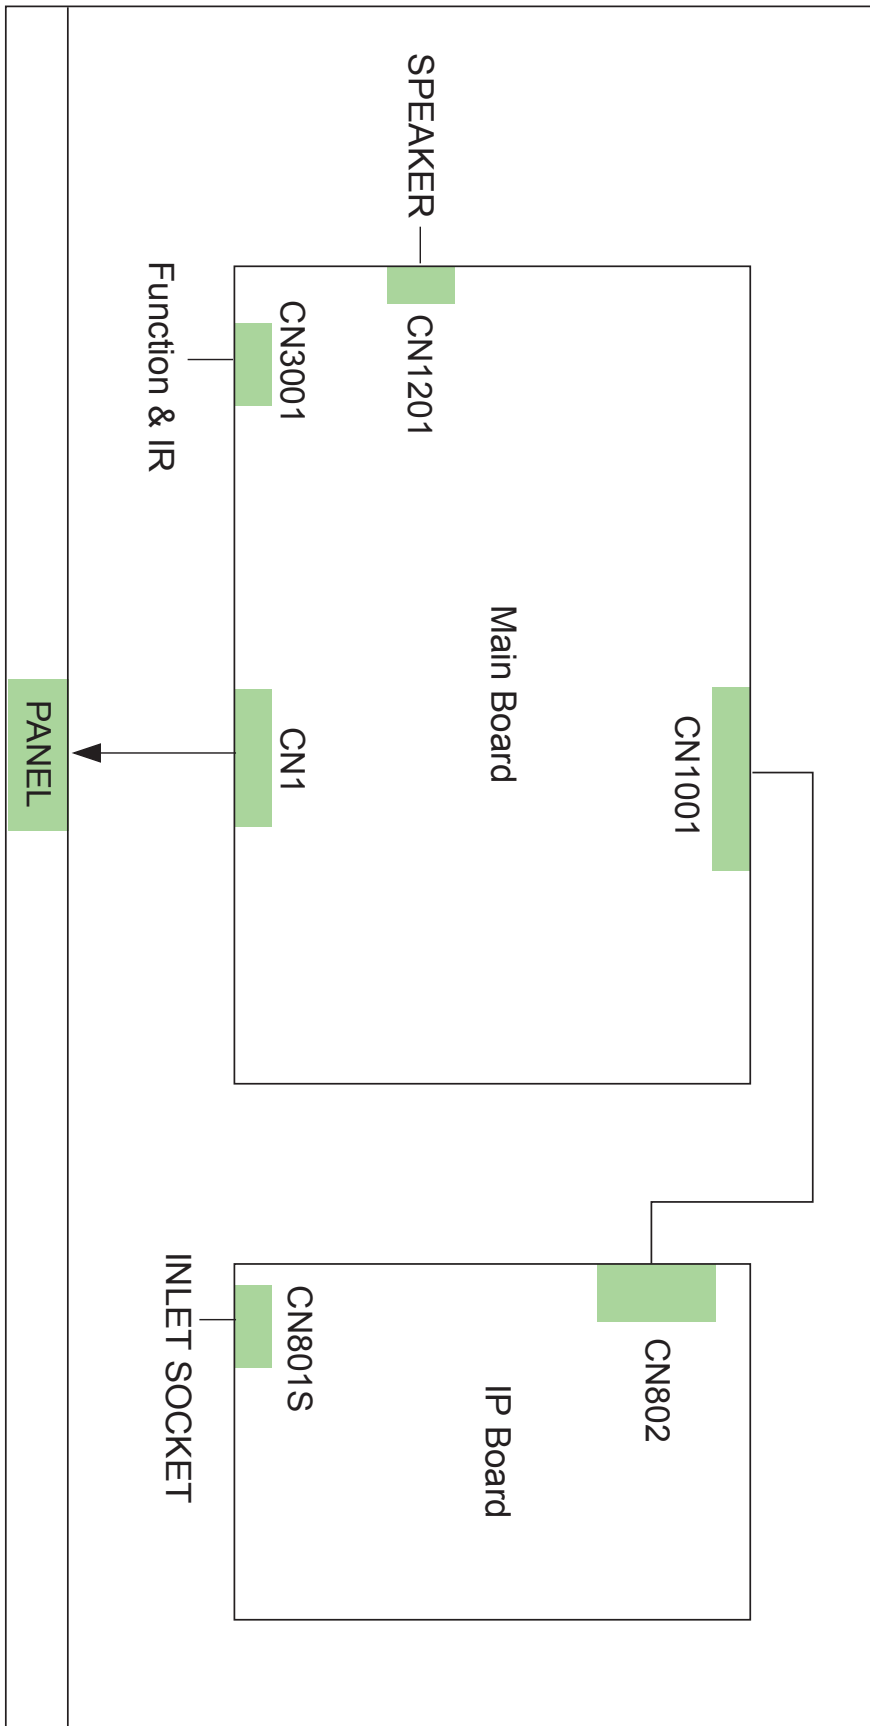 CN1001
CN802
Main Board
IP Board
SPEAKER
CN1201
CN3001
CN1
CN801S
Function & IR
INLET SOCKET
PANEL